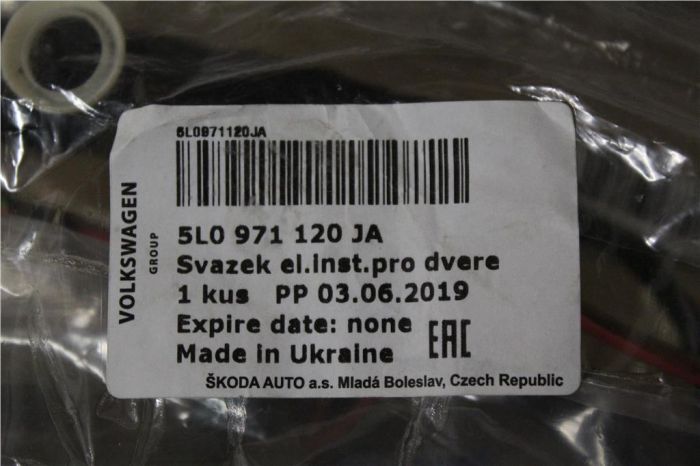 5L0971120JA
VOLKSWAGEN
GROUP
5L0 971 120 JA
Svazek el.inst.pro dvere
1 kus PP 03.06.2019
Expire date: none
EAC
Made in Ukraine
ŠKODA AUTO a.s. Mladá Boleslav, Czech Republic